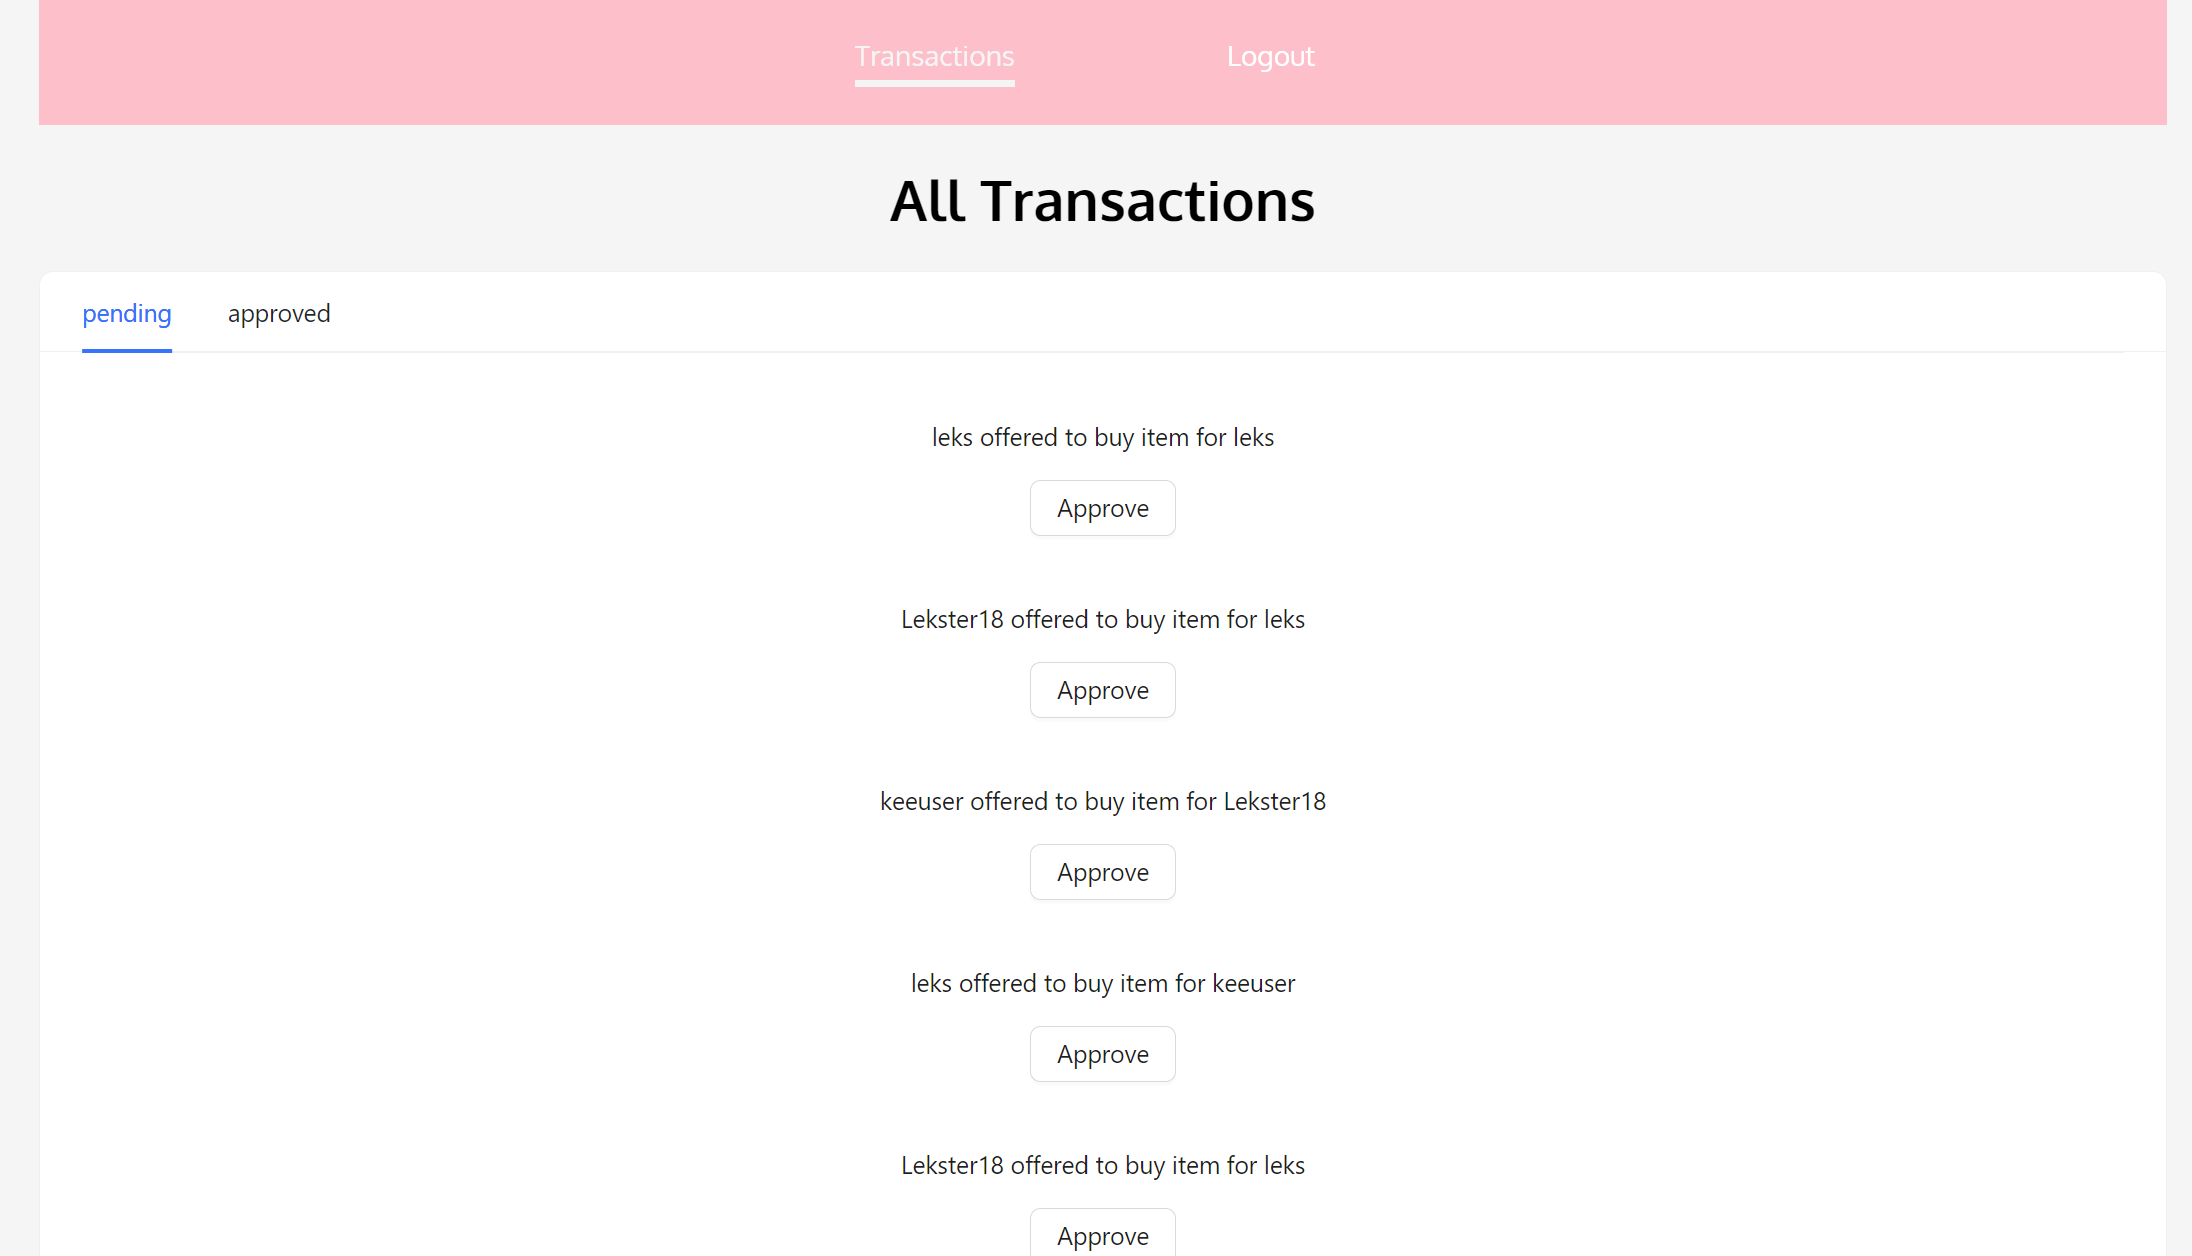 Transactions Logout
All Transactions
pending approved
leks offered to buy item for leks
Approve
Lekster18 offered to buy item for leks
Approve
keeuser offered to buy item for Lekster18
Approve
leks offered to buy item for keeuser
Approve
Lekster18 offered to buy item for leks
Approve